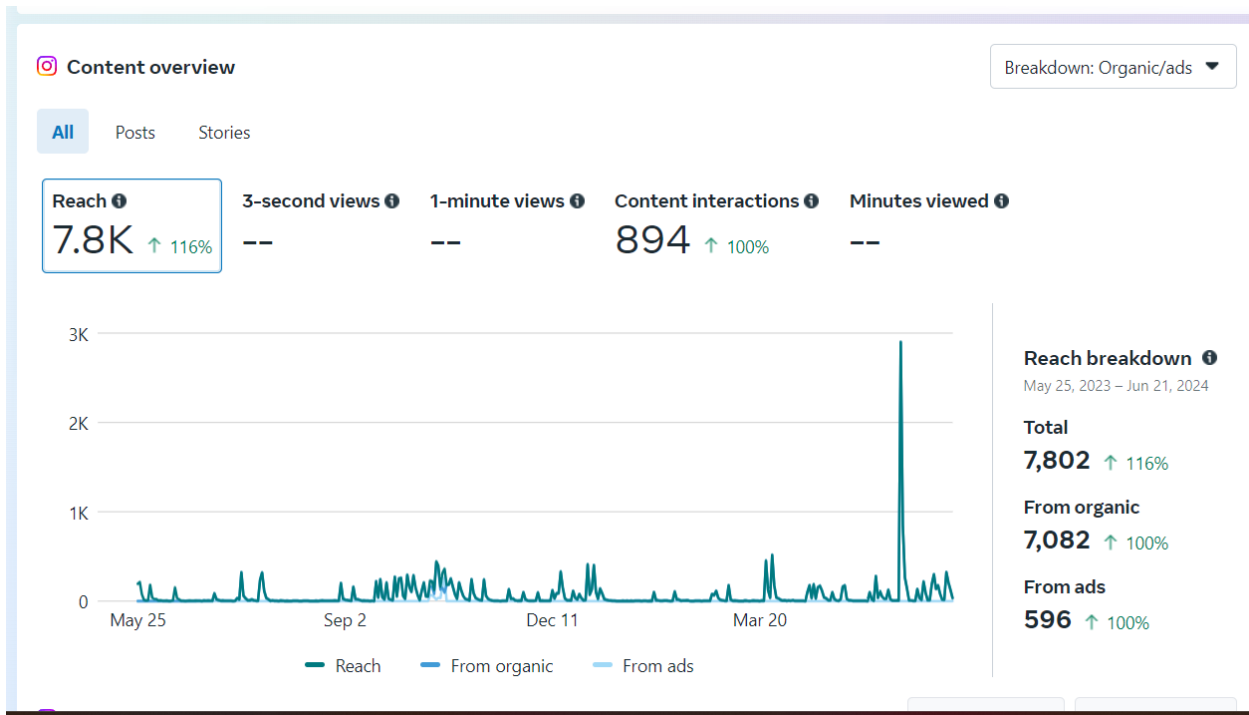 Content overview
Breakdown: Organic/ads
All Posts Stories
Reach 3-second views 1-minute views Content interactions Minutes viewed
7.8K ↑ 116% -- -- 894 ↑ 100% --
3K
2K
1K
0
May 25 Sep 2 Dec 11 Mar 20
Reach From organic From ads
Reach breakdown
May 25, 2023 – Jun 21, 2024
Total
7,802 ↑ 116%
From organic
7,082 ↑ 100%
From ads
596 ↑ 100%